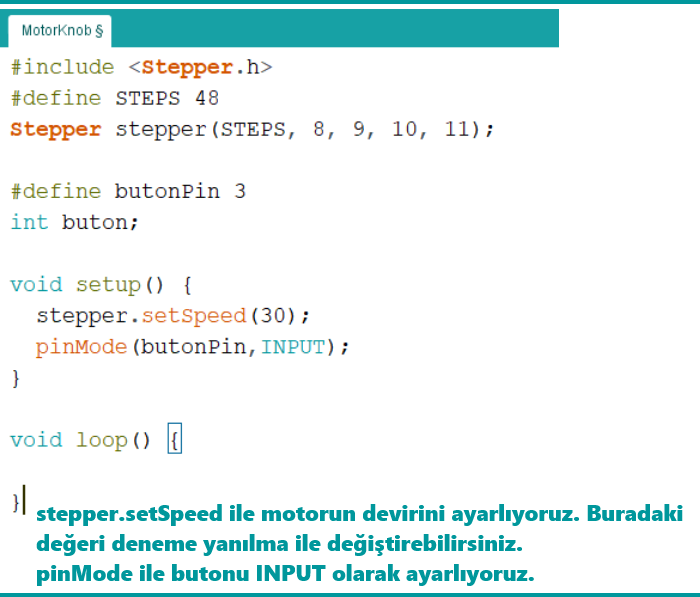 MotorKnob §
#include <Stepper.h>
#define STEPS 48
Stepper stepper(STEPS, 8, 9, 10, 11);
#define butonPin 3
int buton;
void setup() {
  stepper.setSpeed(30);
  pinMode(butonPin,INPUT);
}
void loop() {
}
stepper.setSpeed ile motorun devirini ayarlıyoruz. Buradaki
değeri deneme yanılma ile değiştirebilirsiniz.
pinMode ile butonu INPUT olarak ayarlıyoruz.